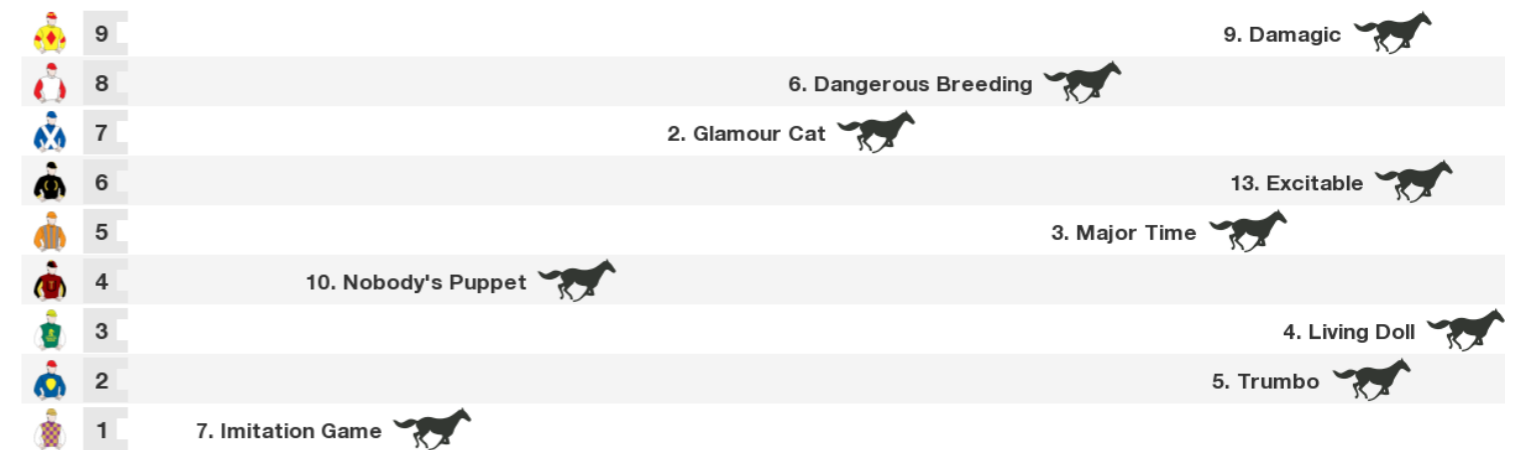 9 9. Damagic
8 6. Dangerous Breeding
7 2. Glamour Cat
6 13. Excitable
5 3. Major Time
4 10. Nobody's Puppet
3 4. Living Doll
2 5. Trumbo
1 7. Imitation Game